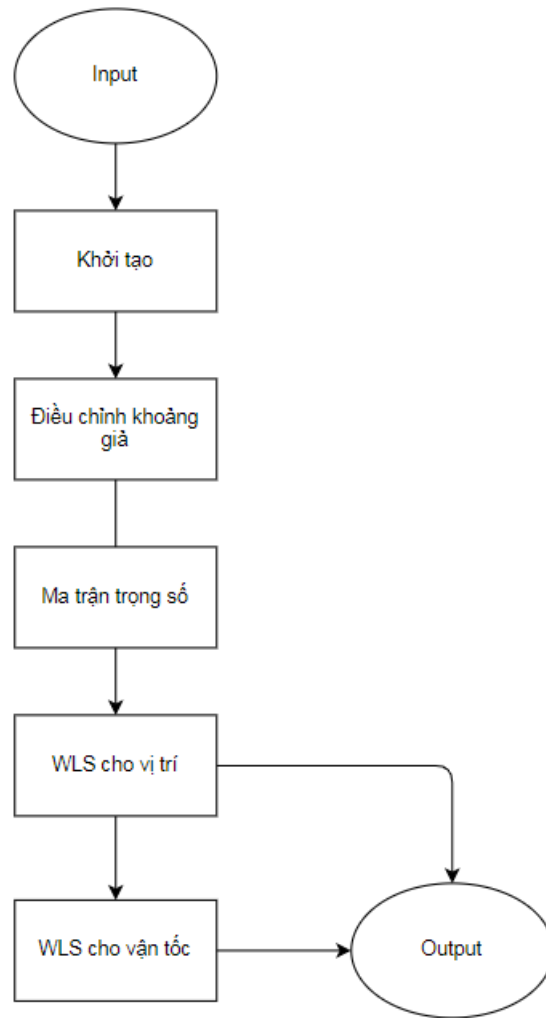 Input
Khởi tạo
Điều chỉnh khoảng
giả
Ma trận trọng số
WLS cho vị trí
WLS cho vận tốc
Output